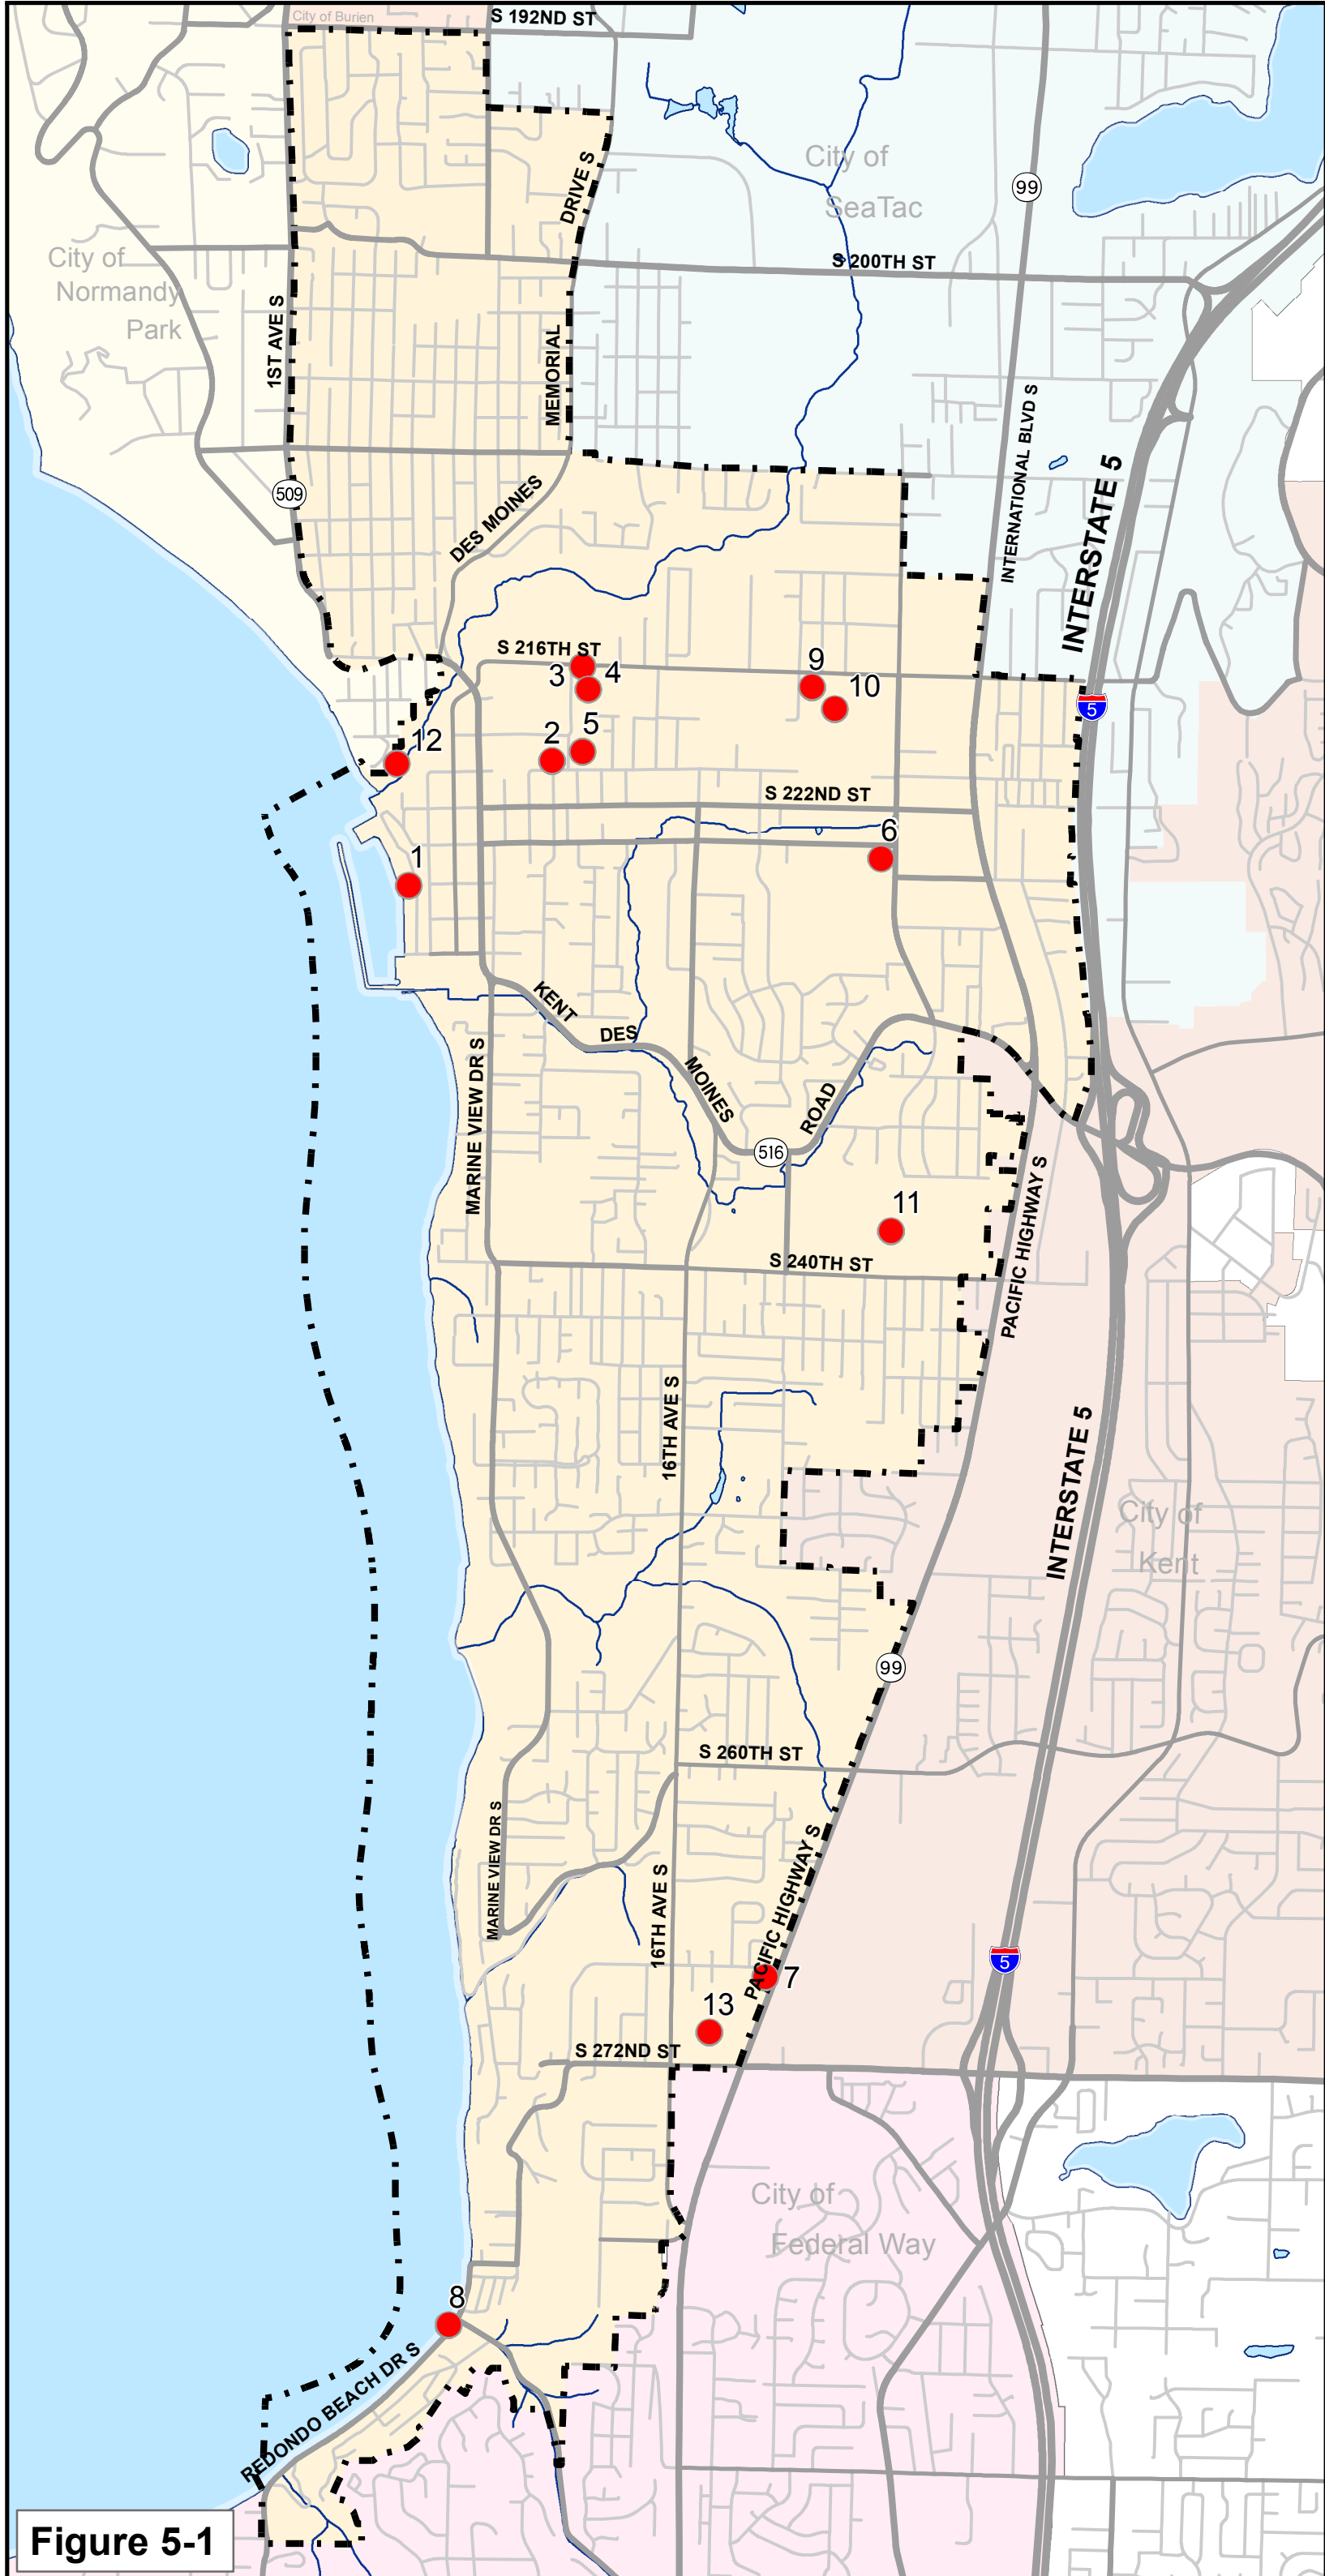 City of Burien
S 192ND ST
City of
SeaTac
99
DRIVE S
City of
Normandy
Park
S 200TH ST
1ST AVE S
MEMORIAL
INTERNATIONAL BLVD S
INTERSTATE 5
509
DES MOINES
S 216TH ST
3
4
9
10
5
12
2
5
S 222ND ST
6
1
KENT
DES
MOINES
ROAD
MARINE VIEW DR S
516
PACIFIC HIGHWAY S
11
S 240TH ST
16TH AVE S
INTERSTATE 5
City of
Kent
99
S 260TH ST
MARINE VIEW DR S
PACIFIC HIGHWAY S
16TH AVE S
5
7
13
S 272ND ST
City of
Federal Way
8
REDONDO BEACH DR S
Figure 5-1